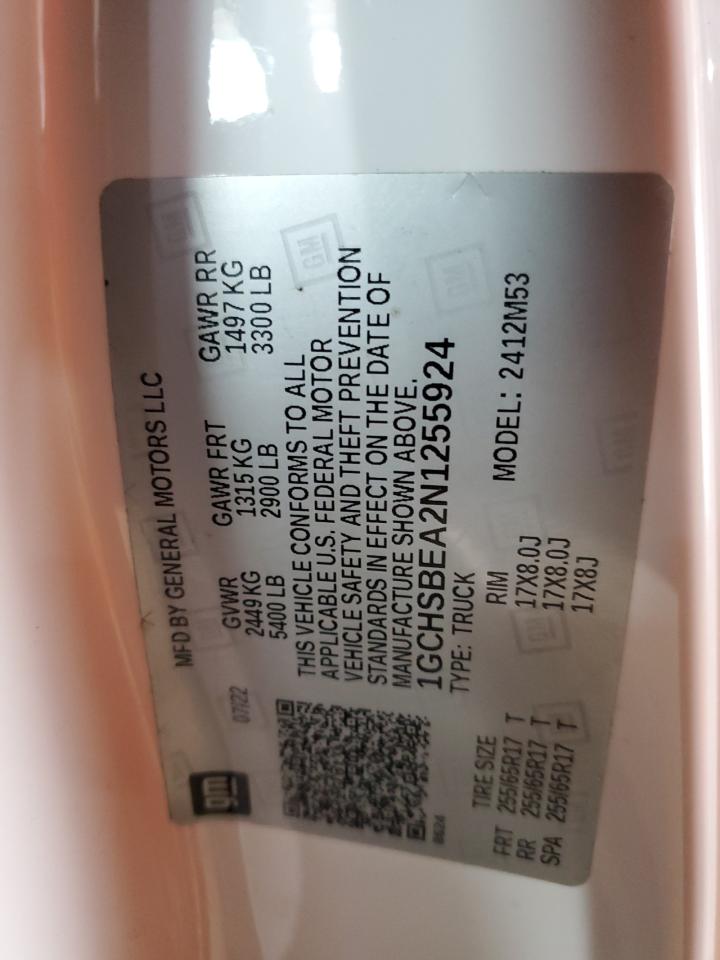 gm
07/22
MFD BY GENERAL MOTORS LLC
GVWR GAWR FRT GAWR RR
2449 KG 1315 KG 1497 KG
5400 LB 2900 LB 3300 LB
THIS VEHICLE CONFORMS TO ALL
APPLICABLE U.S. FEDERAL MOTOR
VEHICLE SAFETY AND THEFT PREVENTION
STANDARDS IN EFFECT ON THE DATE OF
MANUFACTURE SHOWN ABOVE.
1GCHSBEA2N1255924
TYPE: TRUCK
MODEL: 2412M53
TIRE SIZE RIM
FRT 255/65R17 T 17X8.0J
RR 255/65R17 T 17X8.0J
SPA 255/65R17 T 17X8J